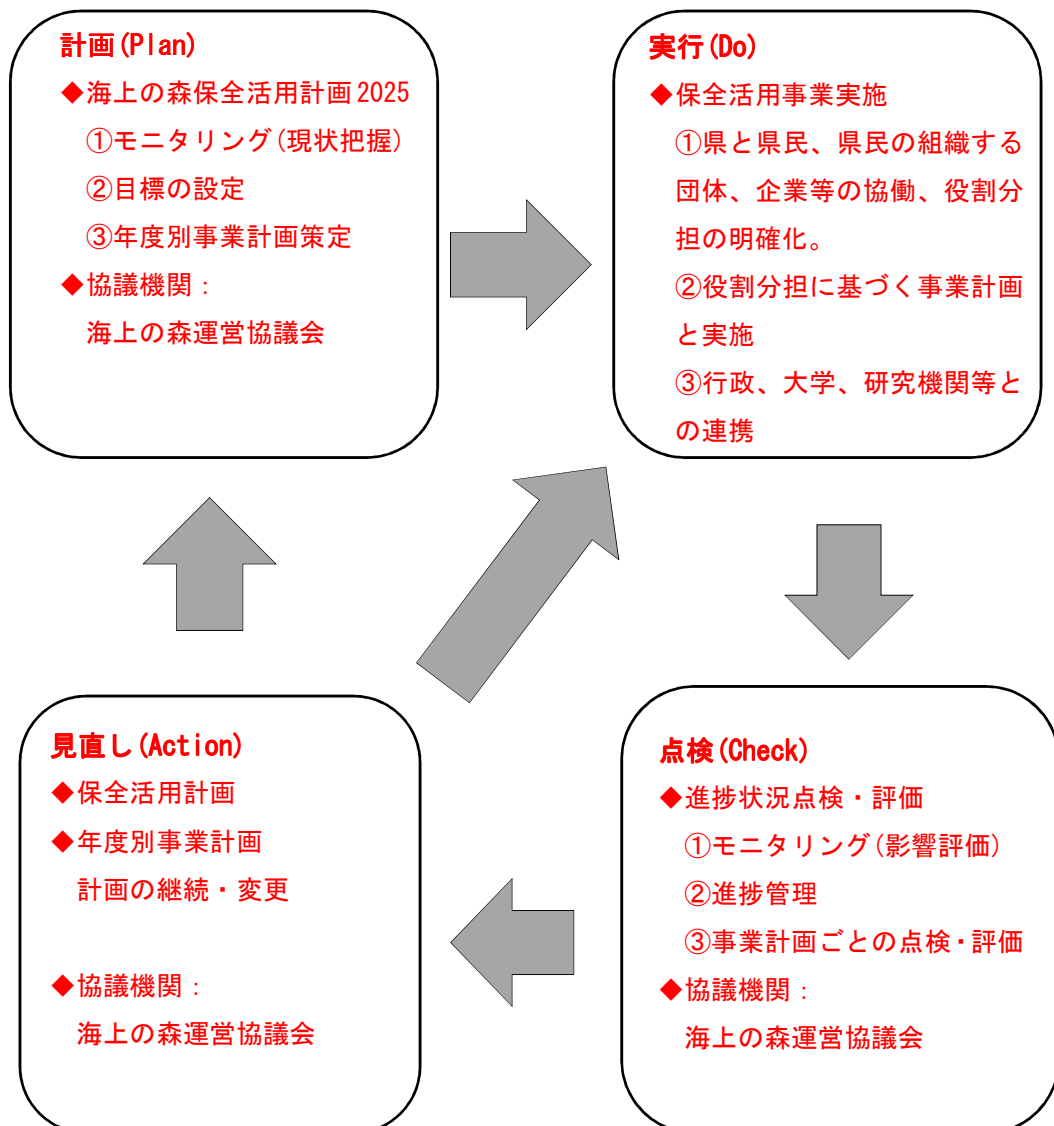 計画(Plan)
◆海上の森保全活用計画2025
①モニタリング(現状把握)
②目標の設定
③年度別事業計画策定
◆協議機関：
海上の森運営協議会
実行(Do)
◆保全活用事業実施
①県と県民、県民の組織する
団体、企業等の協働、役割分
担の明確化。
②役割分担に基づく事業計画
と実施
③行政、大学、研究機関等と
の連携
見直し(Action)
◆保全活用計画
◆年度別事業計画
計画の継続・変更
◆協議機関：
海上の森運営協議会
点検(Check)
◆進捗状況点検・評価
①モニタリング(影響評価)
②進捗管理
③事業計画ごとの点検・評価
◆協議機関：
海上の森運営協議会